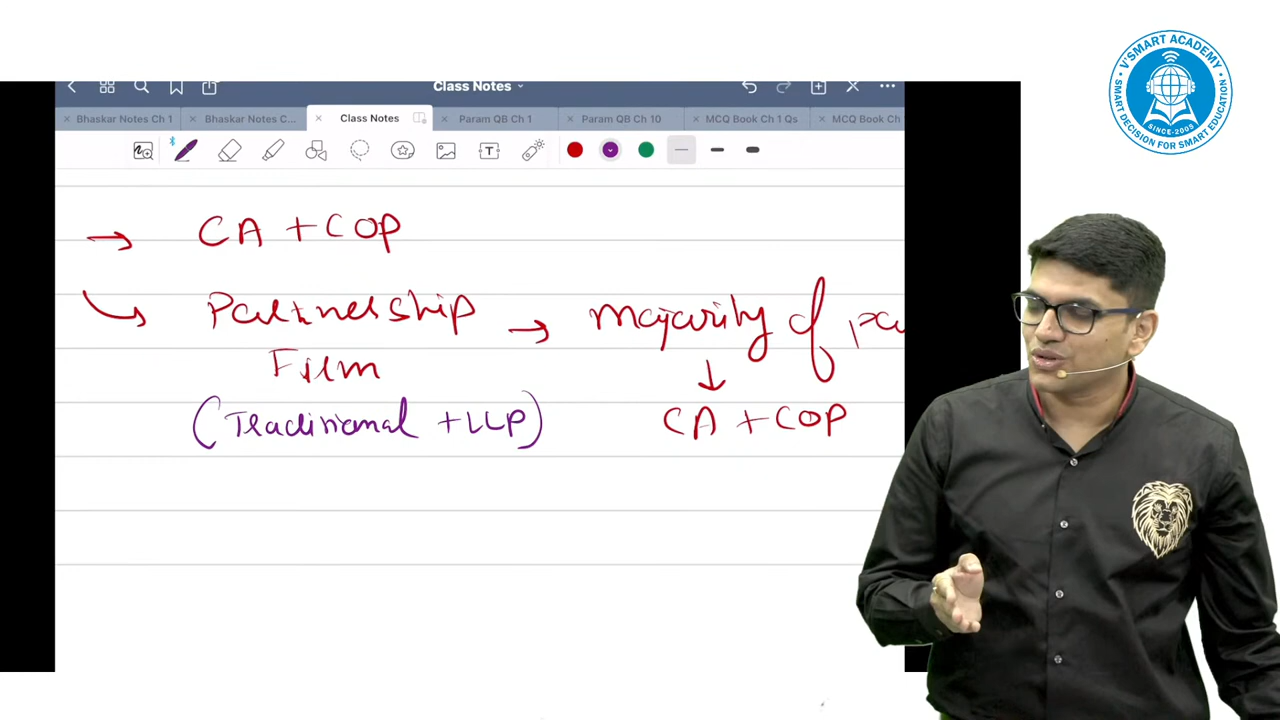 V'SMART ACADEMY
SMART DECISION FOR SMART EDUCATION
SINCE-2009
Class Notes
Bhaskar Notes Ch 1
Bhaskar Notes C...
Class Notes
Param QB Ch 1
Param QB Ch 10
MCQ Book Ch 1 Qs
MCQ Book Ch
T
→ CA + COP
Partnership → Majority of pa
Firm ↓
(Traditional + LLP) CA + COP